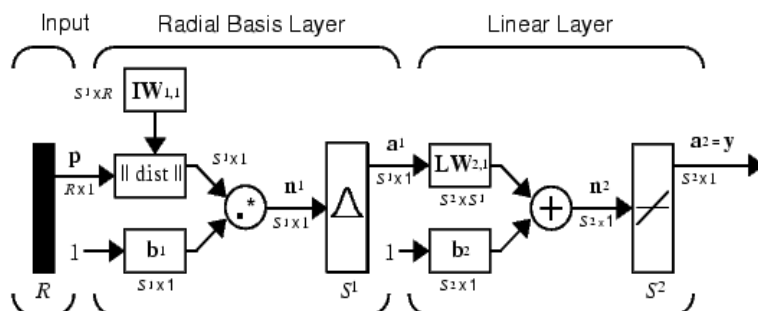 Input Radial Basis Layer Linear Layer
S¹xR IW1,1
p S¹x1 a¹ a² = y
|| dist || LW2,1
Rx1 S¹x1 S²x1
n¹ S²xS¹ n²
.* +
S¹x1 S²x1
1 b1 1 b2
S¹x1 S²x1
R S¹ S²